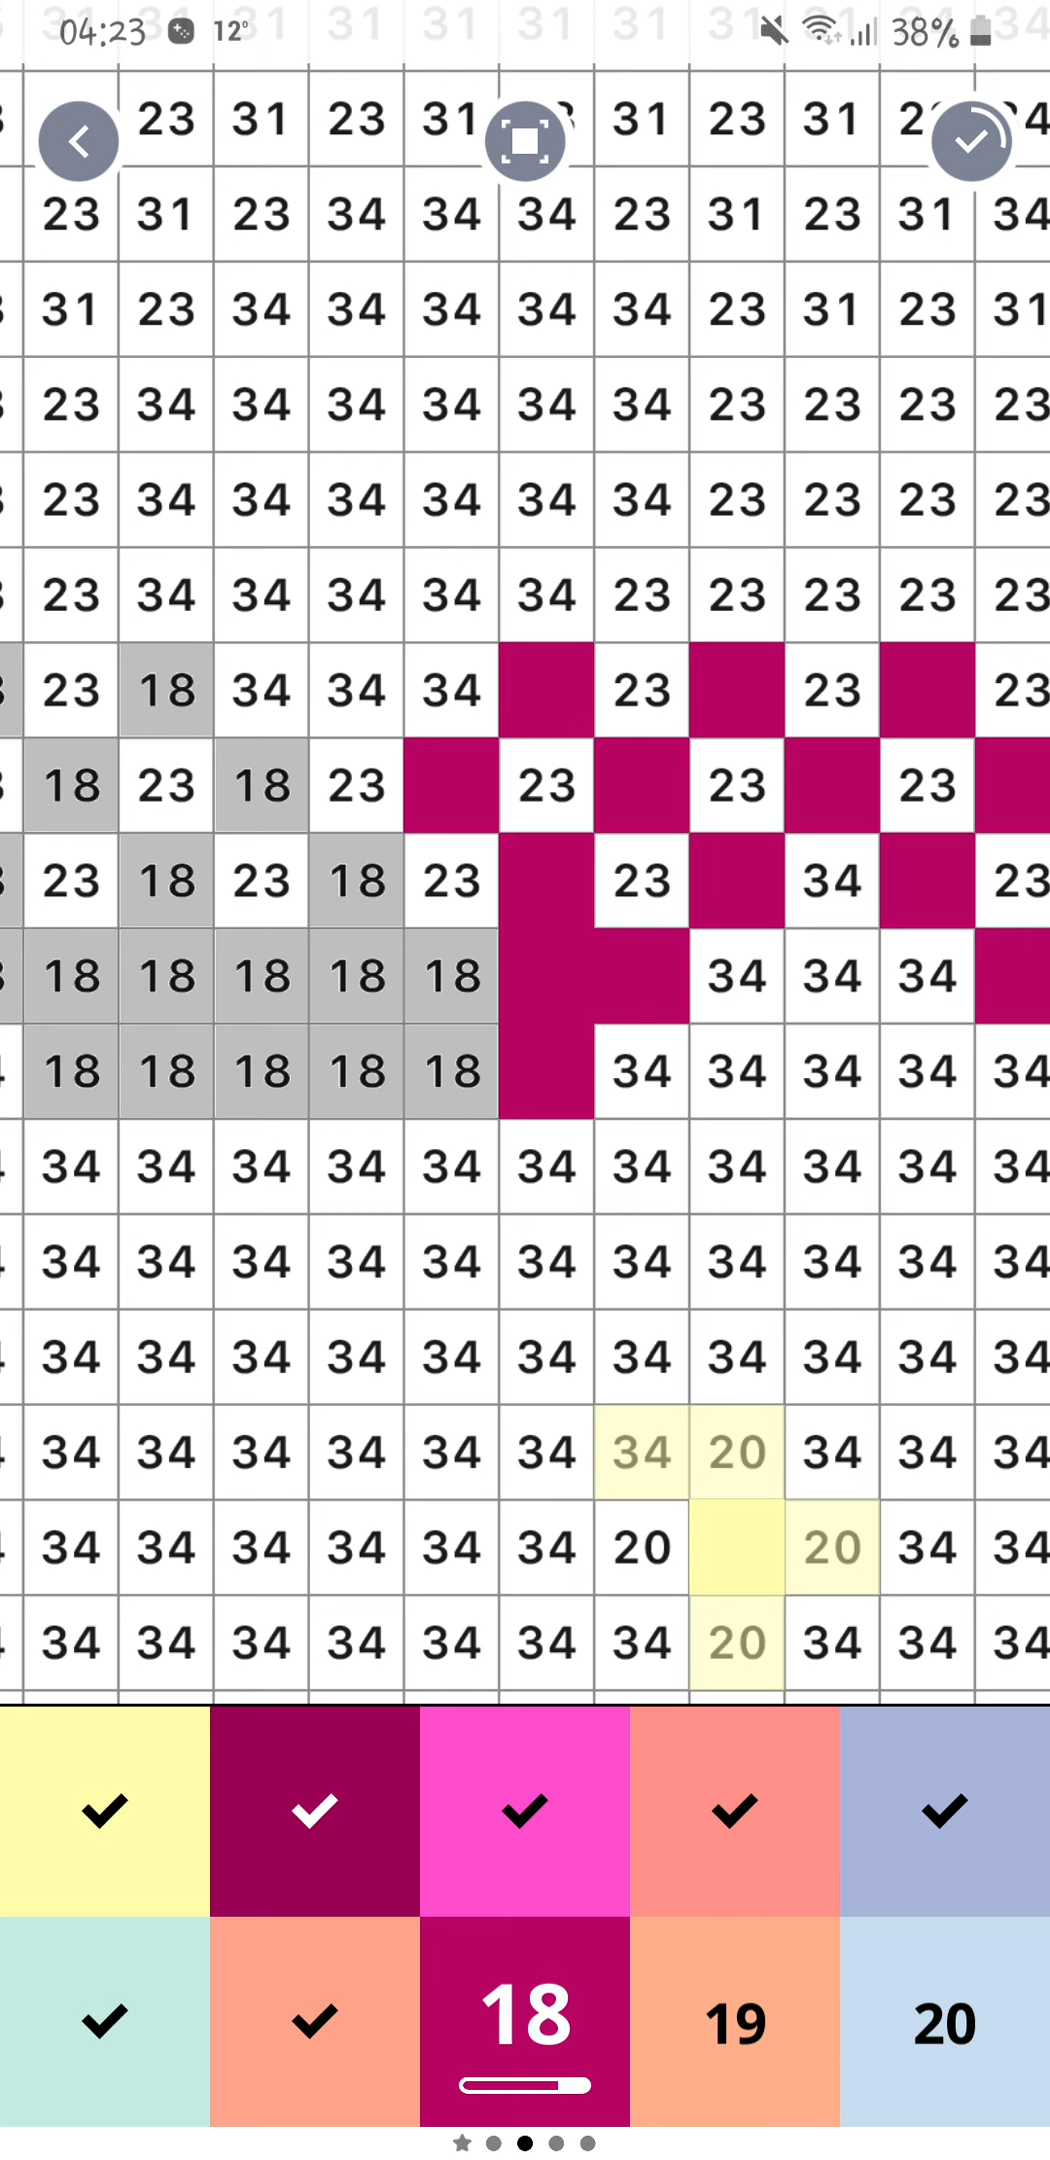 31 31 31 31 31 31 31 34
04:23 12° 38%
23 31 23 31 31 23 31
23 31 23 34 34 34 23 31 23 31 34
31 23 34 34 34 34 23 31 23 31
23 34 34 34 34 34 34 23 23 23 23
23 34 34 34 34 34 34 23 23 23 23
23 34 34 34 34 34 23 23 23 23 23
23 18 34 34 34 23 23 23
18 23 18 23 23 23 23
23 18 23 18 23 23 34 23
18 18 18 18 18 34 34 34
18 18 18 18 18 34 34 34 34 34
34 34 34 34 34 34 34 34 34 34 34
34 34 34 34 34 34 34 34 34 34 34
34 34 34 34 34 34 34 34 34 34 34
34 34 34 34 34 34 34 20 34 34 34
34 34 34 34 34 34 20 20 34 34
34 34 34 34 34 34 34 20 34 34 34
18 19 20